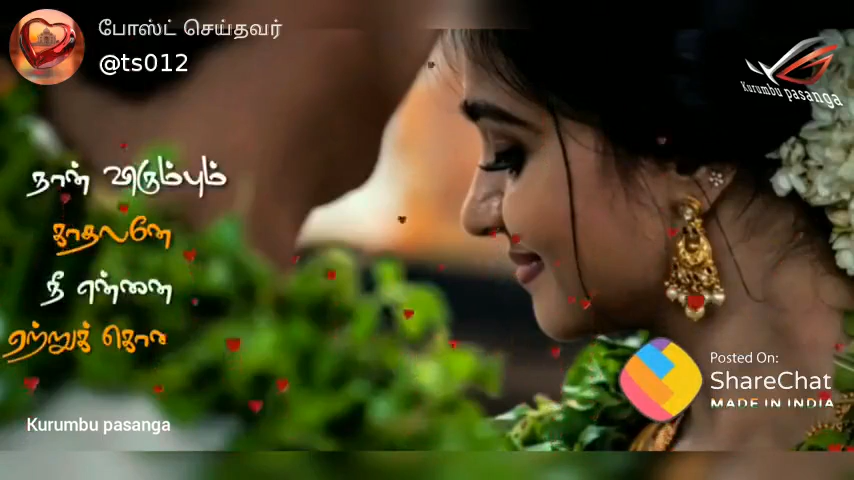 போஸ்ட் செய்தவர்
@ts012
Kurumbu pasanga
நான் விரும்பும்
காதலனே
நீ என்னை
ஏற்றுக் கொள
Kurumbu pasanga
Posted On:
ShareChat
MADE IN INDIA